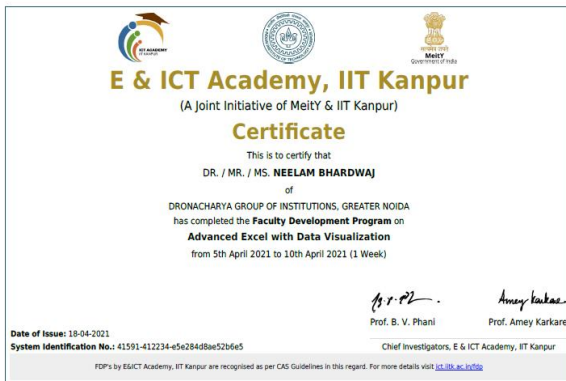 ICT ACADEMY
MeitY
Government of India
E & ICT Academy, IIT Kanpur
(A Joint Initiative of MeitY & IIT Kanpur)
Certificate
This is to certify that
DR. / MR. / MS. NEELAM BHARDWAJ
of
DRONACHARYA GROUP OF INSTITUTIONS, GREATER NOIDA
has completed the Faculty Development Program on
Advanced Excel with Data Visualization
from 5th April 2021 to 10th April 2021 (1 Week)
Prof. B. V. Phani Prof. Amey Karkare
Date of Issue: 18-04-2021
System Identification No.: 41591-412234-e5e284d8ae52b6e5 Chief Investigators, E & ICT Academy, IIT Kanpur
FDP's by E&ICT Academy, IIT Kanpur are recognised as per CAS Guidelines in this regard. For more details visit ict.iitk.ac.in/fdp